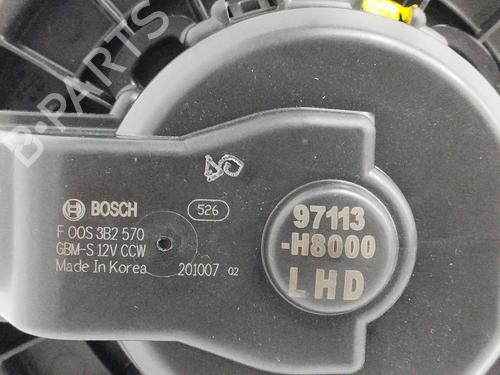 B-PARTS
BOSCH
526
F 00S 3B2 570
GBM-S 12V CCW
Made In Korea
201007 02
97113
-H8000
LHD